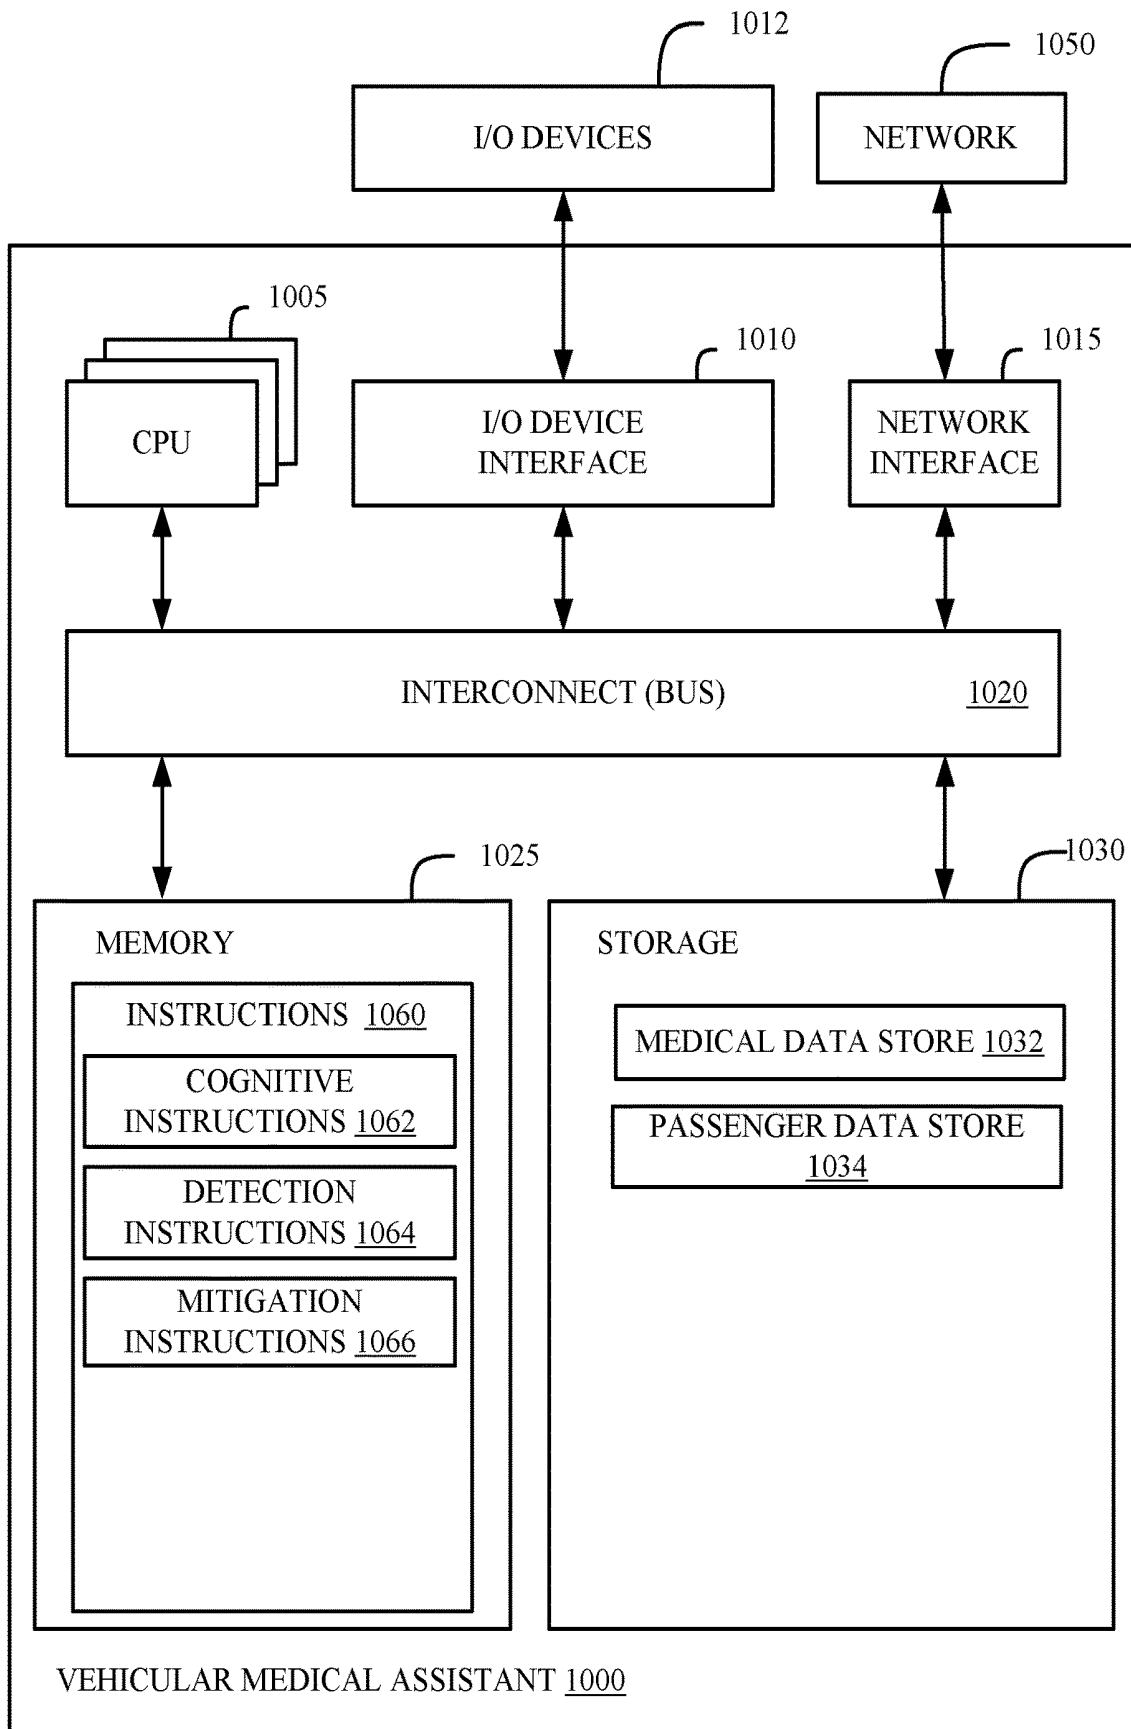 1012
1050
I/O DEVICES
NETWORK
1005
1010
1015
CPU
I/O DEVICE
INTERFACE
NETWORK
INTERFACE
INTERCONNECT (BUS)
1020
1025
1030
MEMORY
INSTRUCTIONS 1060
COGNITIVE
INSTRUCTIONS 1062
DETECTION
INSTRUCTIONS 1064
MITIGATION
INSTRUCTIONS 1066
STORAGE
MEDICAL DATA STORE 1032
PASSENGER DATA STORE
1034
VEHICULAR MEDICAL ASSISTANT 1000